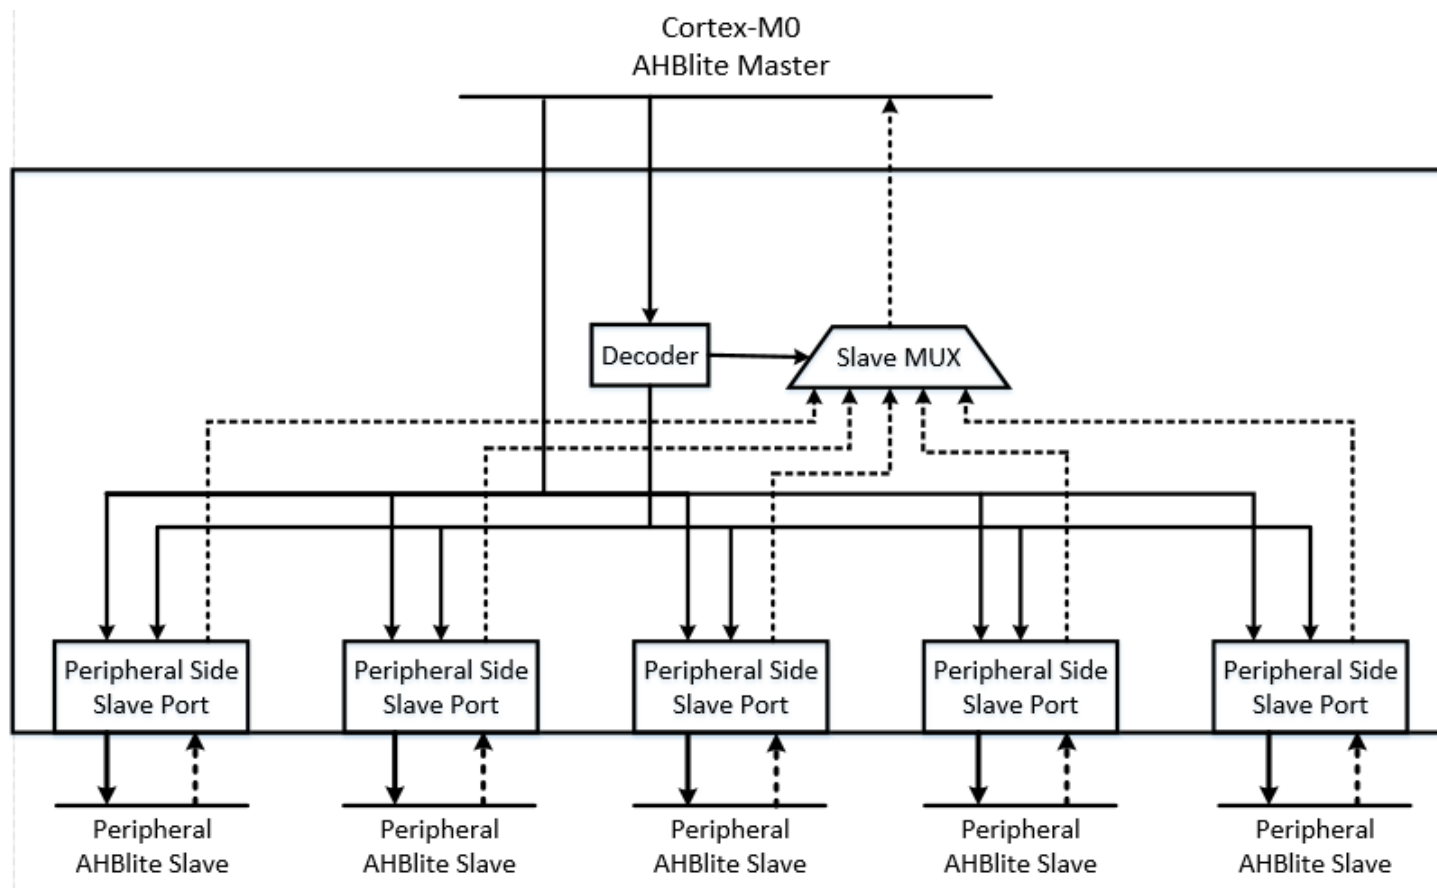 Cortex-M0
AHBlite Master
Decoder
Slave MUX
Peripheral Side
Slave Port
Peripheral Side
Slave Port
Peripheral Side
Slave Port
Peripheral Side
Slave Port
Peripheral Side
Slave Port
Peripheral
AHBlite Slave
Peripheral
AHBlite Slave
Peripheral
AHBlite Slave
Peripheral
AHBlite Slave
Peripheral
AHBlite Slave